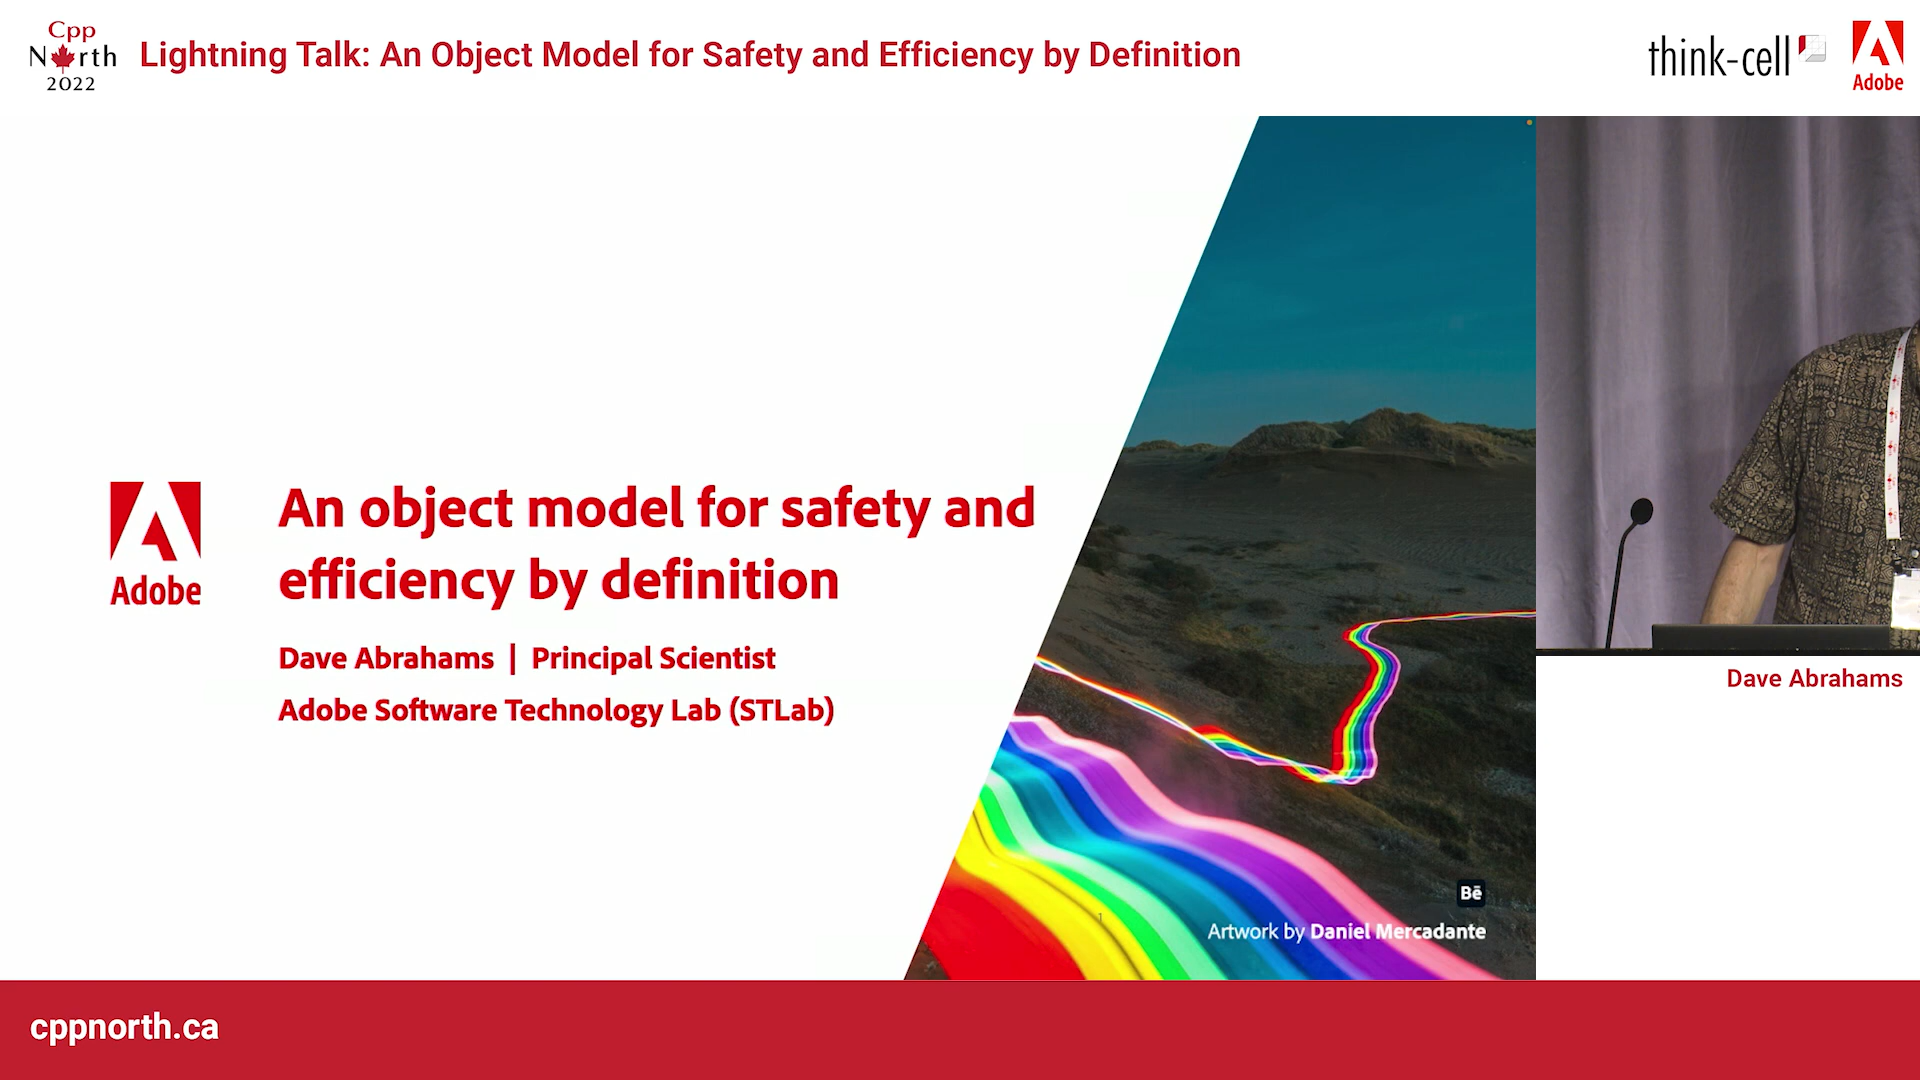 Cpp
North
2022
Lightning Talk: An Object Model for Safety and Efficiency by Definition
think-cell
Adobe
Adobe
An object model for safety and
efficiency by definition
Dave Abrahams | Principal Scientist
Adobe Software Technology Lab (STLab)
Bē
1
Artwork by Daniel Mercadante
Dave Abrahams
cppnorth.ca